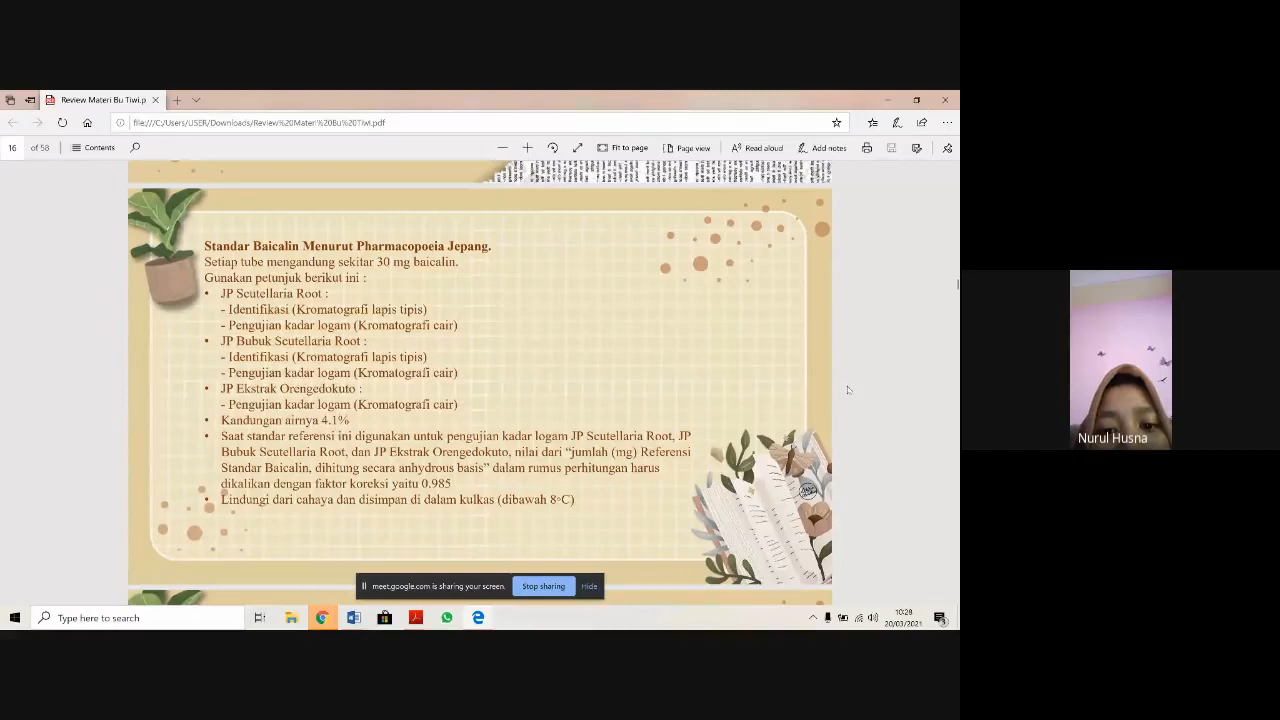 Review Materi Bu Tiwi.p
file:///C:/Users/USER/Downloads/Review%20Materi%20Bu%20Tiwi.pdf
16 of 58 Contents Fit to page Page view Read aloud Add notes
Standar Baicalin Menurut Pharmacopoeia Jepang.
Setiap tube mengandung sekitar 30 mg baicalin.
Gunakan petunjuk berikut ini :
• JP Scutellaria Root :
- Identifikasi (Kromatografi lapis tipis)
- Pengujian kadar logam (Kromatografi cair)
• JP Bubuk Scutellaria Root :
- Identifikasi (Kromatografi lapis tipis)
- Pengujian kadar logam (Kromatografi cair)
• JP Ekstrak Orengedokuto :
- Pengujian kadar logam (Kromatografi cair)
• Kandungan airnya 4.1%
• Saat standar referensi ini digunakan untuk pengujian kadar logam JP Scutellaria Root, JP
Bubuk Scutellaria Root, dan JP Ekstrak Orengedokuto, nilai dari “jumlah (mg) Referensi
Standar Baicalin, dihitung secara anhydrous basis” dalam rumus perhitungan harus
dikalikan dengan faktor koreksi yaitu 0.985
• Lindungi dari cahaya dan disimpan di dalam kulkas (dibawah 8◦C)
Nurul Husna
meet.google.com is sharing your screen. Stop sharing Hide
Type here to search
10:28
20/03/2021